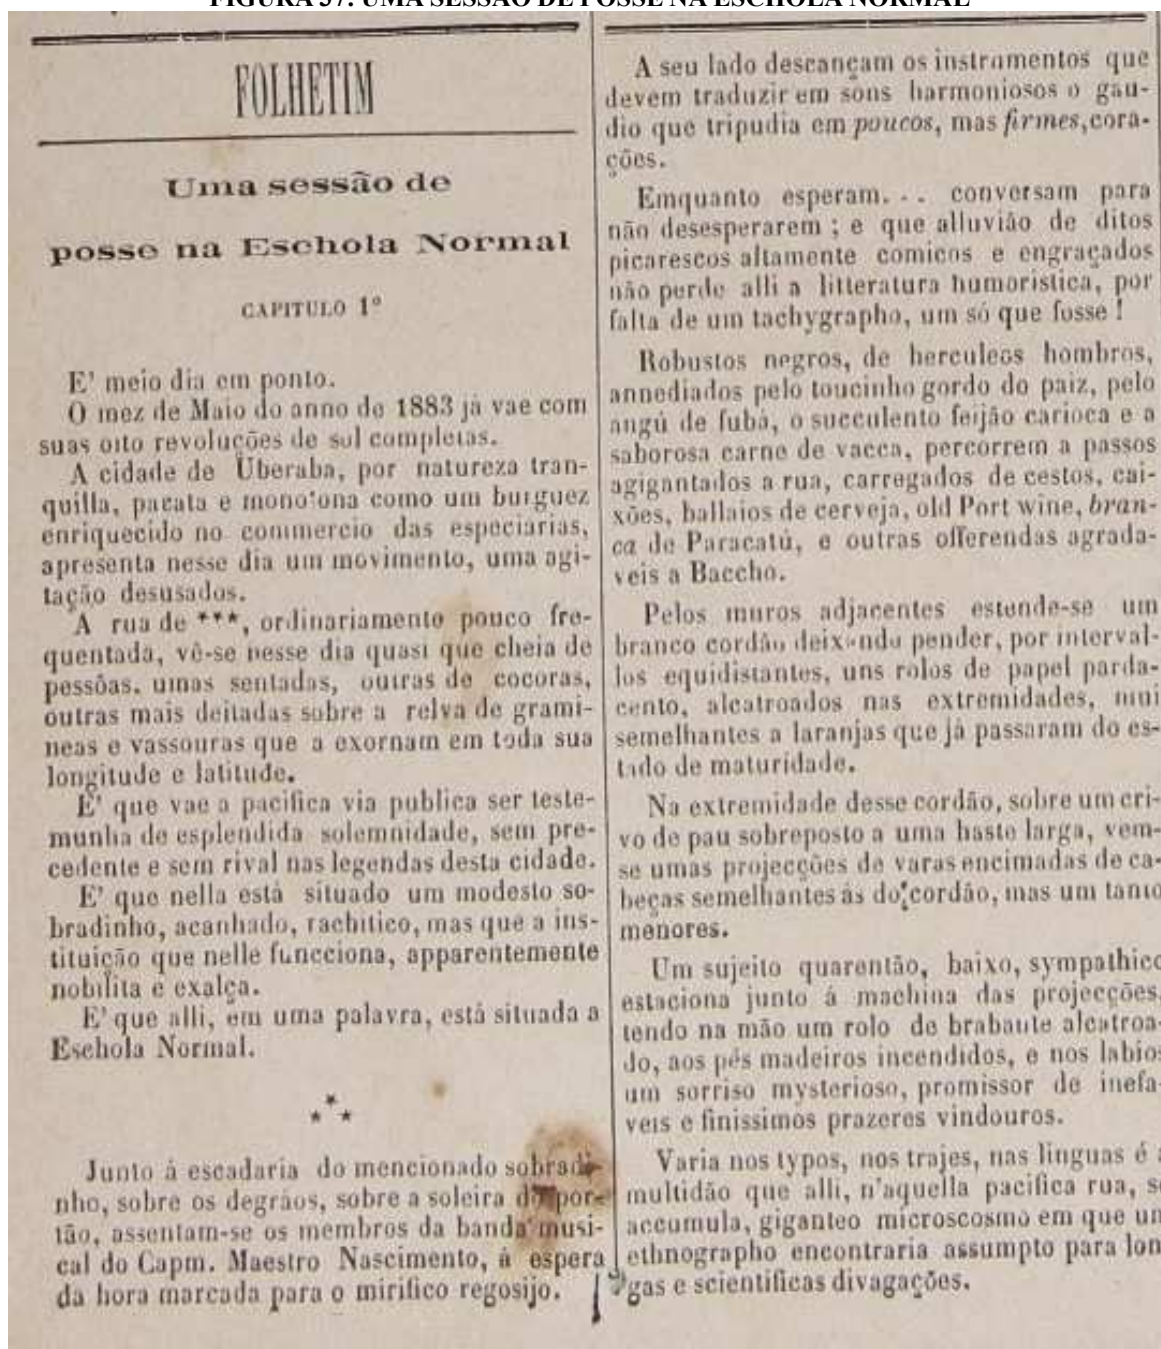 FIGURA 37: UMA SESSÃO DE POSSE NA ESCHOLA NORMAL
FOLHETIM
Uma sessão de
posse na Eschola Normal
CAPITULO 1º
E' meio dia em ponto.
O mez de Maio do anno de 1883 já vae com
suas oito revoluções de sol completas.
A cidade de Uberaba, por natureza tran-
quilla, pacata e monotona como um burguez
enriquecido no commercio das especiarias,
apresenta nesse dia um movimento, uma agi-
tação desusados.
A rua de ***, ordinariamento pouco fre-
quentada, vê-se nesse dia quasi que cheia de
pessôas, umas sentadas, outras de cocoras,
outras mais deitadas sobre a relva de grami-
neas e vassouras que a exornam em toda sua
longitude e latitude.
E' que vae a pacifica via publica ser teste-
munha de esplendida solemnidade, sem pre-
cedente e sem rival nas legendas desta cidade.
E' que nella está situado um modesto so-
bradinho, acanhado, rachitico, mas que a ins-
tituição que nelle funcciona, apparentemente
nobilita e exalça.
E' que alli, em uma palavra, está situada a
Eschola Normal.
***
Junto á escadaria do mencionado sobradi-
nho, sobre os degráos, sobre a soleira do por-
tão, assentam-se os membros da banda musi-
cal do Capm. Maestro Nascimento, á espera
da hora marcada para o mirifico regosijo.
A seu lado descançam os instrumentos que
devem traduzir em sons harmoniosos o gau-
dio que tripudia em poucos, mas firmes, cora-
ções.
Emquanto esperam. . . conversam para
não desesperarem ; e que alluvião de ditos
picarescos altamente comicos e engraçados
não perde alli a litteratura humoristica, por
falta de um tachygrapho, um só que fosse !
Robustos negros, de herculeos hombros,
annediados pelo toucinho gordo do paiz, pelo
angú de fubá, o succulento feijão carioca e a
saborosa carne de vacca, percorrem a passos
agigantados a rua, carregados de cestos, cai-
xões, ballaios de cerveja, old Port wine, bran-
ca de Paracatú, e outras offerendas agrada-
veis a Baccho.
Pelos muros adjacentes estende-se um
branco cordão deixando pender, por interval-
los equidistantes, uns rolos de papel parda-
cento, alcatroados nas extremidades, mui
semelhantes a laranjas que já passaram do es-
tado de maturidade.
Na extremidade desse cordão, sobre um cri-
vo de pau sobreposto a uma haste larga, vem-
se umas projecções de varas encimadas de ca-
beças semelhantes ás do cordão, mas um tanto
menores.
Um sujeito quarentão, baixo, sympathico
estaciona junto á machina das projecções,
tendo na mão um rolo de brabante alcatroa-
do, aos pés madeiros incendidos, e nos labios
um sorriso mysterioso, promissor de inefa-
veis e finissimos prazeres vindouros.
Varia nos typos, nos trajes, nas linguas é a
multidão que alli, n'aquella pacifica rua, s
accumula, giganteo microscosmo em que um
ethnographo encontraria assumpto para lon
gas e scientificas divagações.